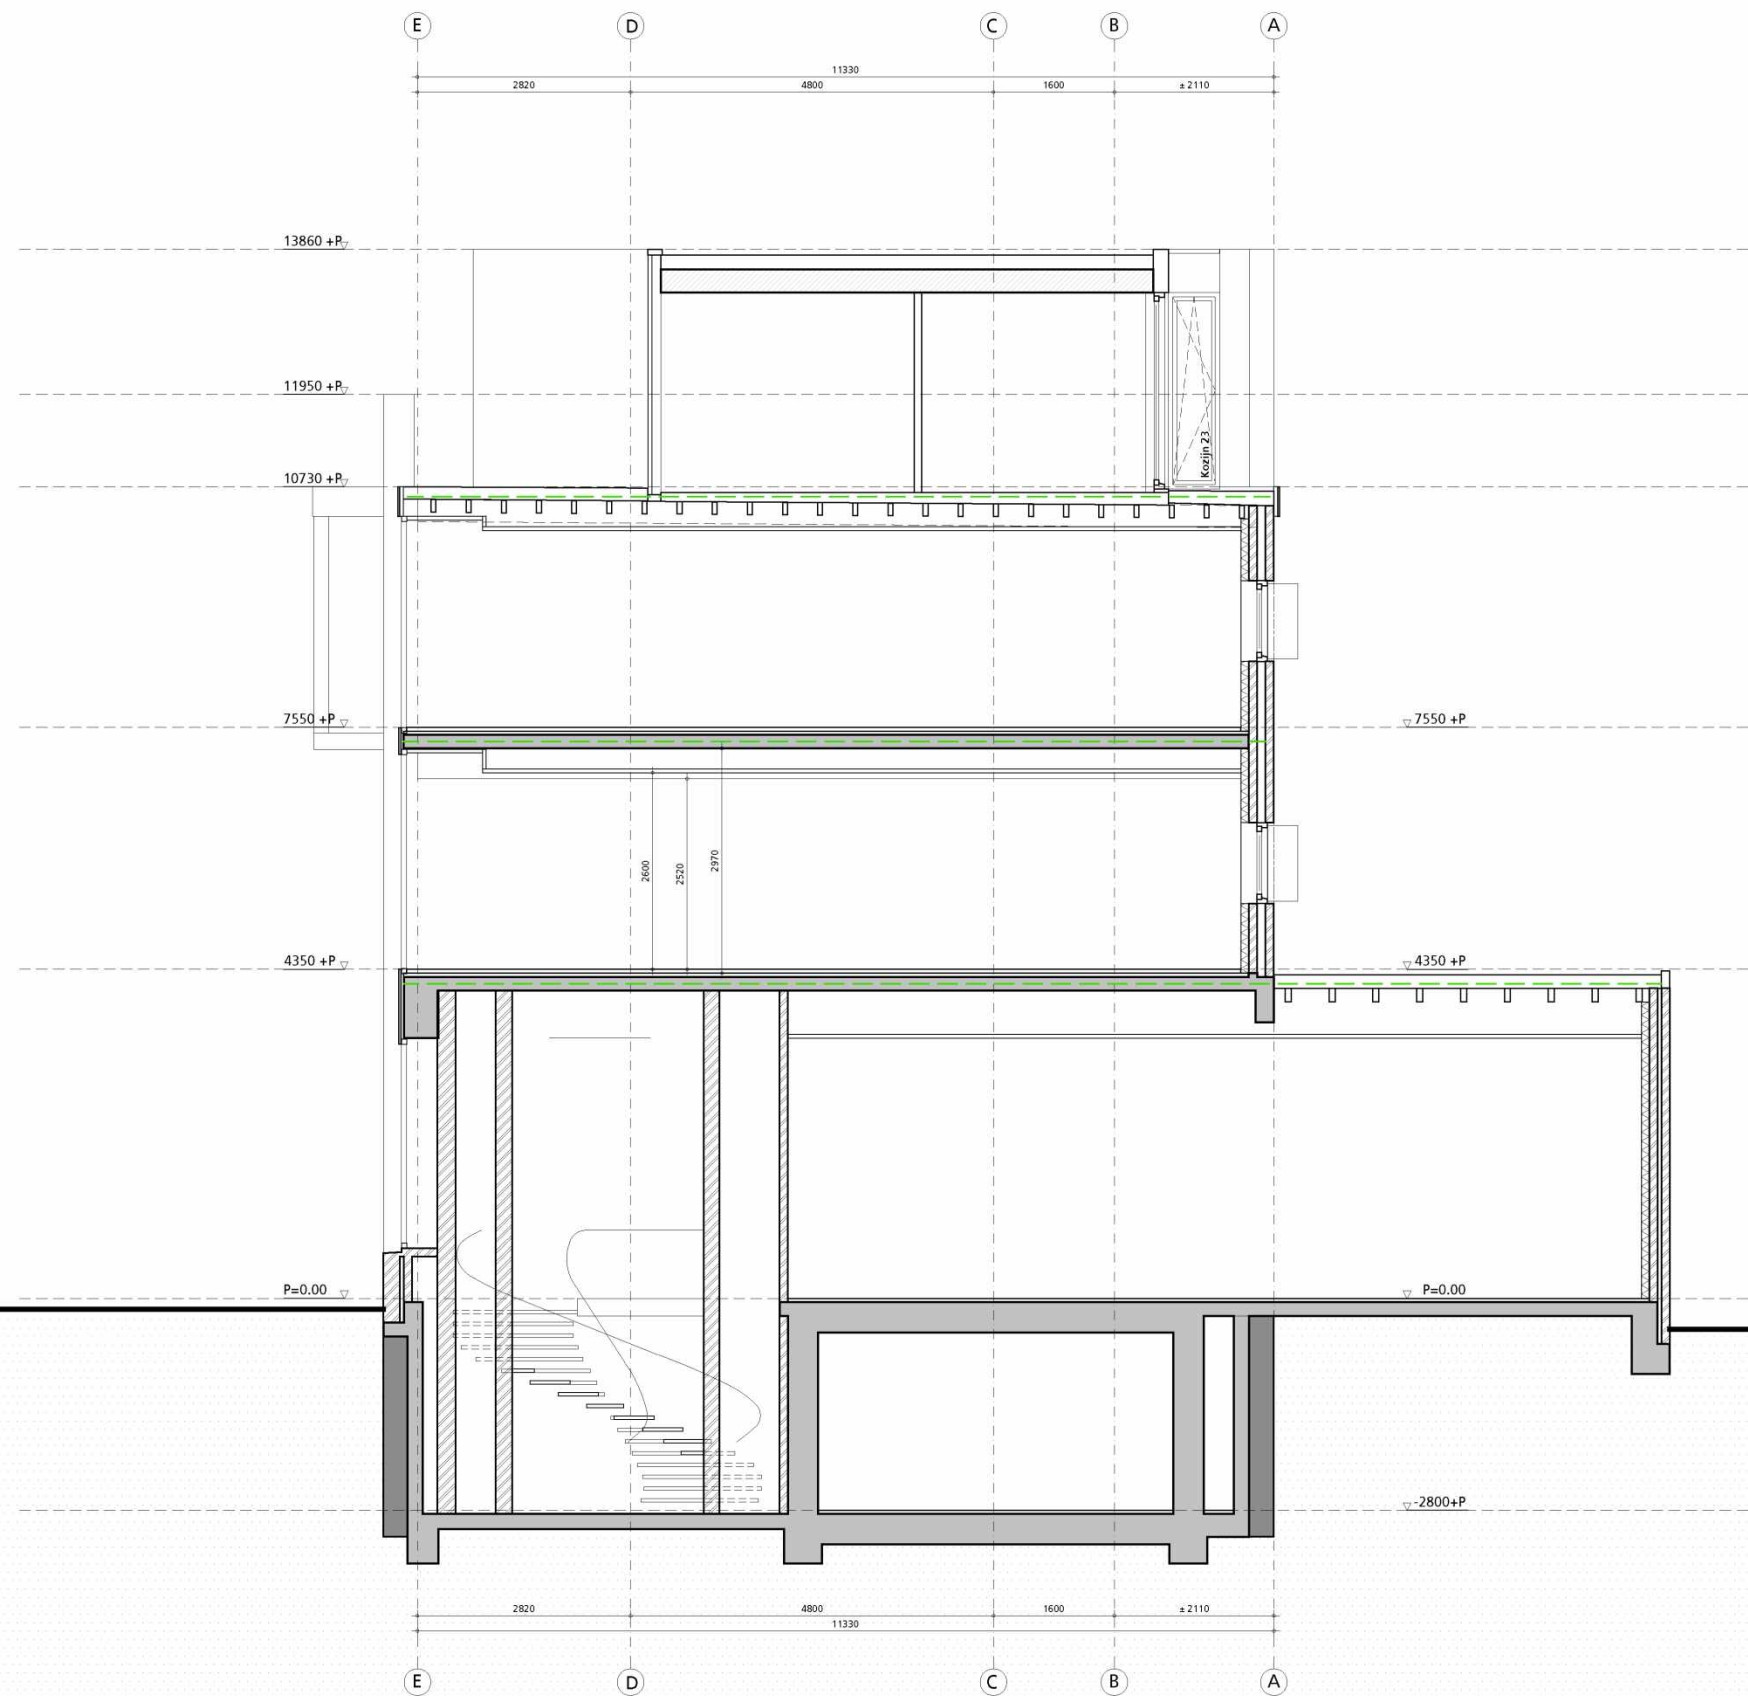 E D C B A
11330
2820 4800 1600 ± 2110
13860 +P
11950 +P
Kozijn 23
10730 +P
7550 +P 7550 +P
2600 2520 2970
4350 +P 4350 +P
P=0.00 P=0.00
-2800+P
2820 4800 1600 ± 2110
11330
E D C B A